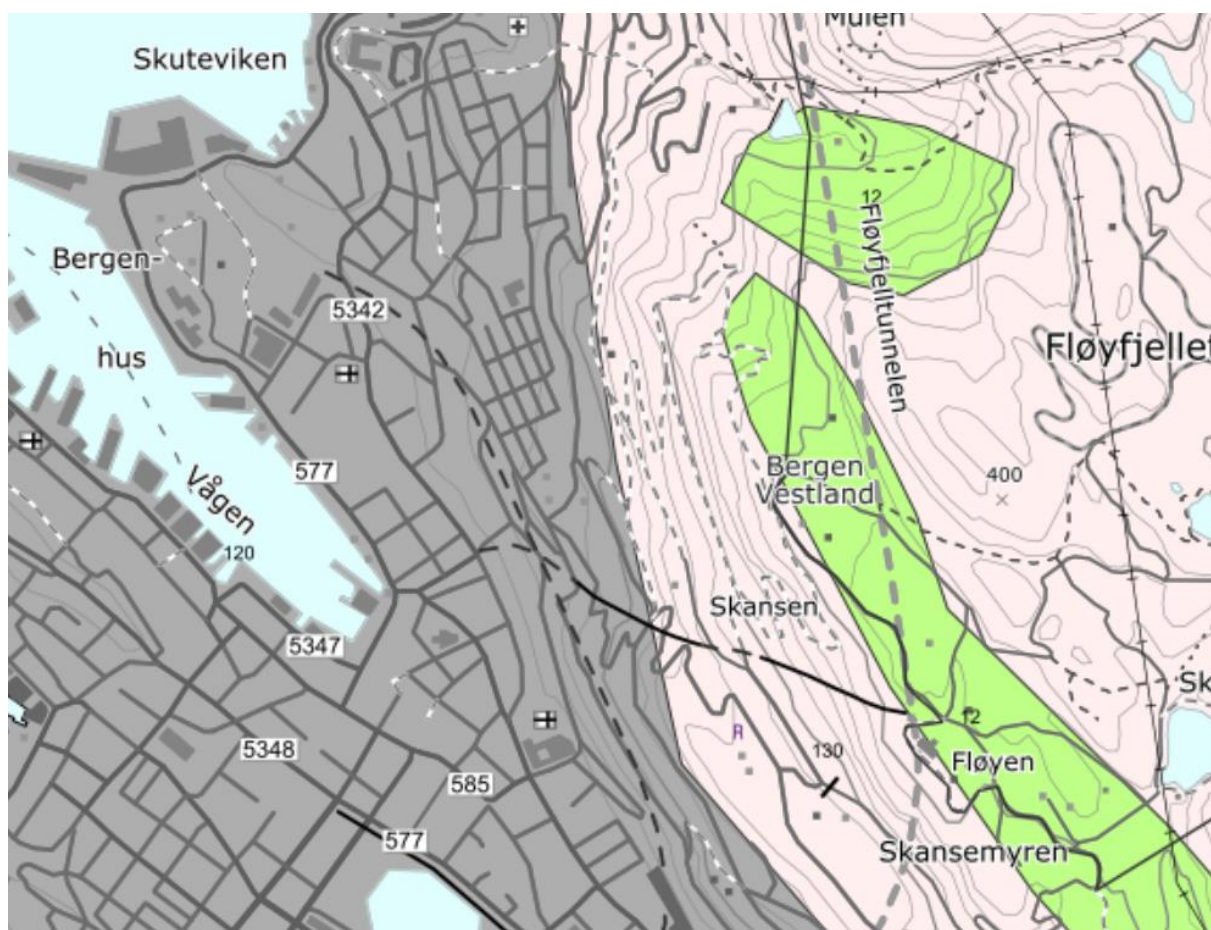 Mulen
Skuteviken
12
Fløyfjelltunnelen
Bergen-
hus
5342
Fløyfjellet
577
Vågen
120
Bergen
Vestland
400
Skansen
5347
Sk
12
R
130
Fløyen
5348
585
577
Skansemyren